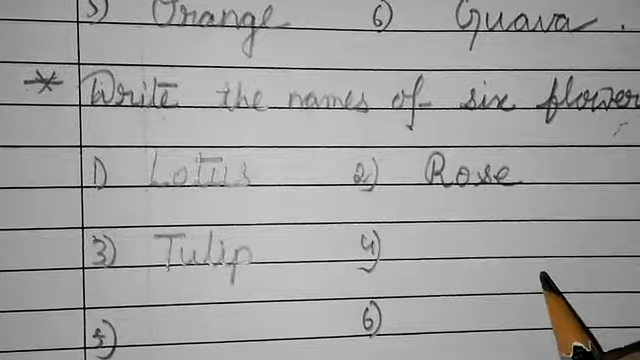 5) Orange 6) Guava.
* Write the names of six flower
1) Lotus 2) Rose
3) Tulip 4)
5) 6)